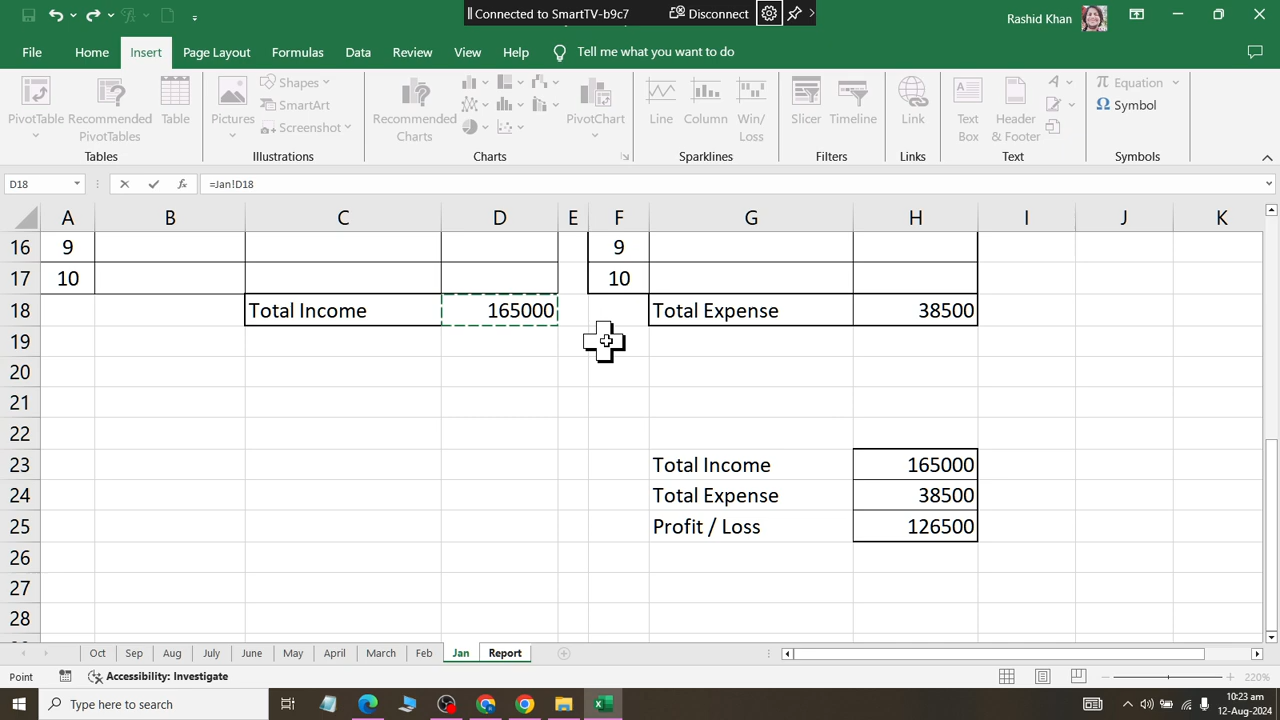 Connected to SmartTV-b9c7 Disconnect
Rashid Khan
File Home Insert Page Layout Formulas Data Review View Help Tell me what you want to do
PivotTable Recommended PivotTables Table Pictures Shapes SmartArt Screenshot Recommended Charts PivotChart Line Column Win/Loss Slicer Timeline Link Text Box Header & Footer Equation Symbol
Tables Illustrations Charts Sparklines Filters Links Text Symbols
D18 fx =Jan!D18
A B C D E F G H I J K
16 9 9
17 10 10
18 Total Income 165000 Total Expense 38500
19
20
21
22
23 Total Income 165000
24 Total Expense 38500
25 Profit / Loss 126500
26
27
28
Oct Sep Aug July June May April March Feb Jan Report
Point Accessibility: Investigate 220%
Type here to search 10:23 am
12-Aug-2024